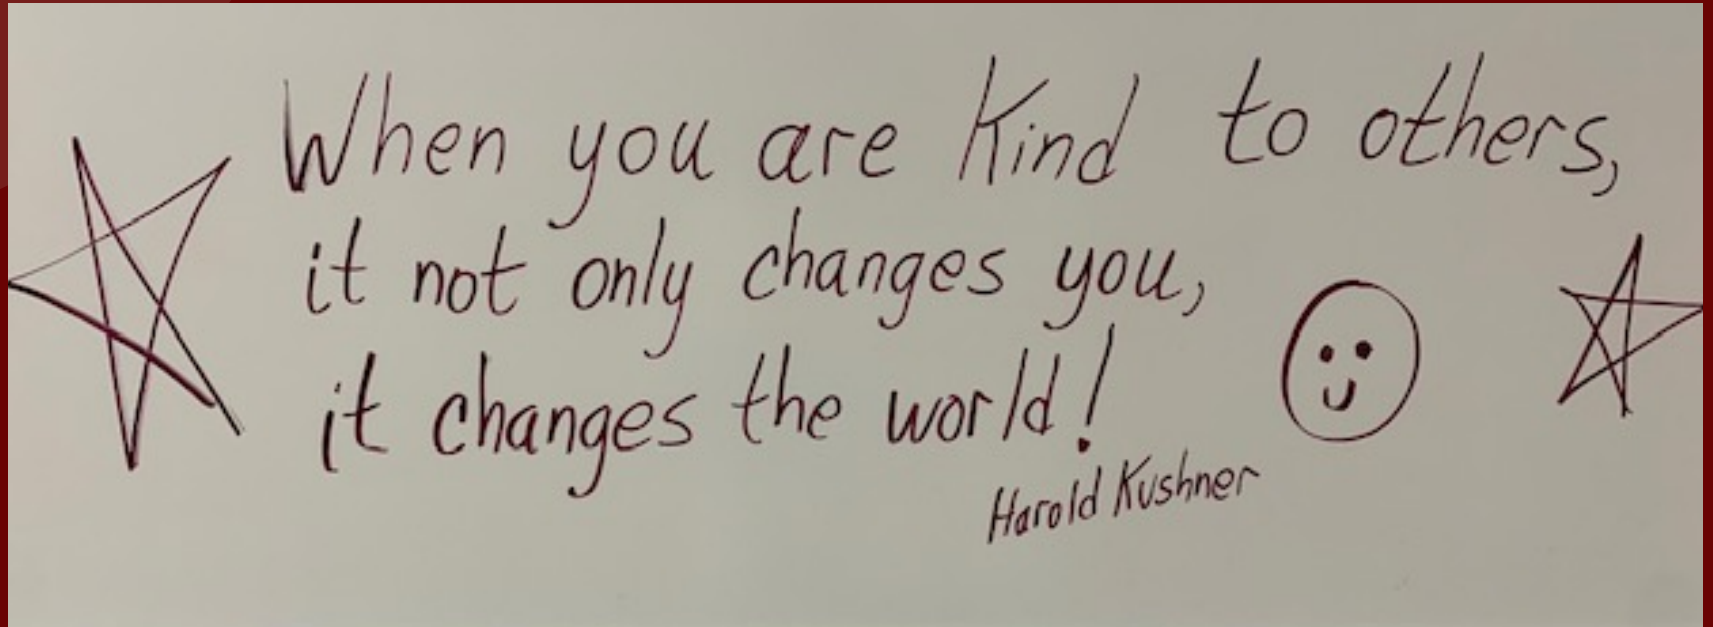 When you are Kind to others,
it not only changes you,
it changes the world!
Harold Kushner